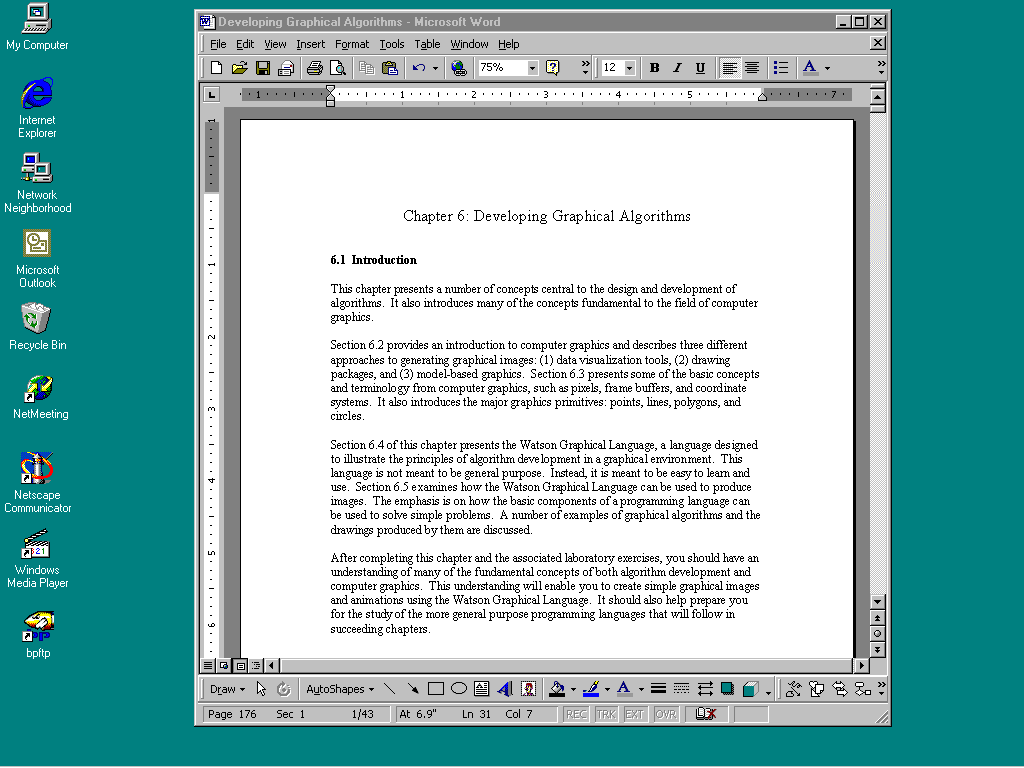 My Computer
Internet
Explorer
Network
Neighborhood
Microsoft
Outlook
Recycle Bin
NetMeeting
Netscape
Communicator
321
Windows
Media Player
bpftp
Developing Graphical Algorithms - Microsoft Word
File Edit View Insert Format Tools Table Window Help
75% 12 B I U A
1 1 2 3 4 5 7
Chapter 6: Developing Graphical Algorithms
6.1 Introduction
This chapter presents a number of concepts central to the design and development of
algorithms. It also introduces many of the concepts fundamental to the field of computer
graphics.
Section 6.2 provides an introduction to computer graphics and describes three different
approaches to generating graphical images: (1) data visualization tools, (2) drawing
packages, and (3) model-based graphics. Section 6.3 presents some of the basic concepts
and terminology from computer graphics, such as pixels, frame buffers, and coordinate
systems. It also introduces the major graphics primitives: points, lines, polygons, and
circles.
Section 6.4 of this chapter presents the Watson Graphical Language, a language designed
to illustrate the principles of algorithm development in a graphical environment. This
language is not meant to be general purpose. Instead, it is meant to be easy to learn and
use. Section 6.5 examines how the Watson Graphical Language can be used to produce
images. The emphasis is on how the basic components of a programming language can
be used to solve simple problems. A number of examples of graphical algorithms and the
drawings produced by them are discussed.
After completing this chapter and the associated laboratory exercises, you should have an
understanding of many of the fundamental concepts of both algorithm development and
computer graphics. This understanding will enable you to create simple graphical images
and animations using the Watson Graphical Language. It should also help prepare you
for the study of the more general purpose programming languages that will follow in
succeeding chapters.
1
1
2
3
4
5
6
Draw AutoShapes A A
Page 176 Sec 1 1/43 At 6.9" Ln 31 Col 7 REC TRK EXT OVR